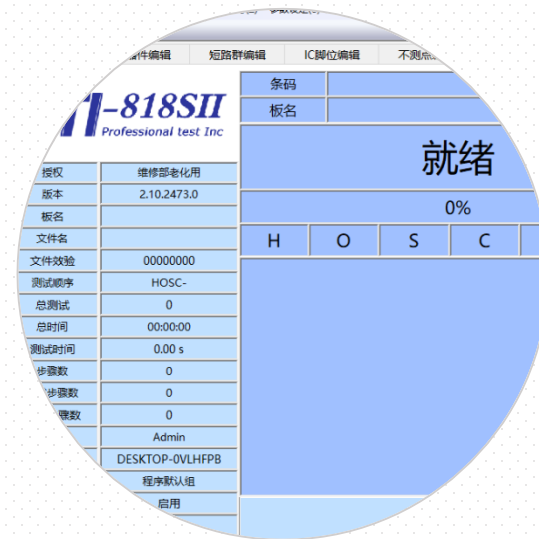 件编辑 短路群编辑 IC脚位编辑 不测点
-818SII
Professional test Inc
条码
板名
就绪
0%
H O S C
授权 维修部老化用
版本 2.10.2473.0
板名
文件名
文件效验 00000000
测试顺序 HOSC-
总测试 0
总时间 00:00:00
测试时间 0.00 s
步骤数 0
步骤数 0
骤数 0
Admin
DESKTOP-0VLHFPB
程序默认组
启用